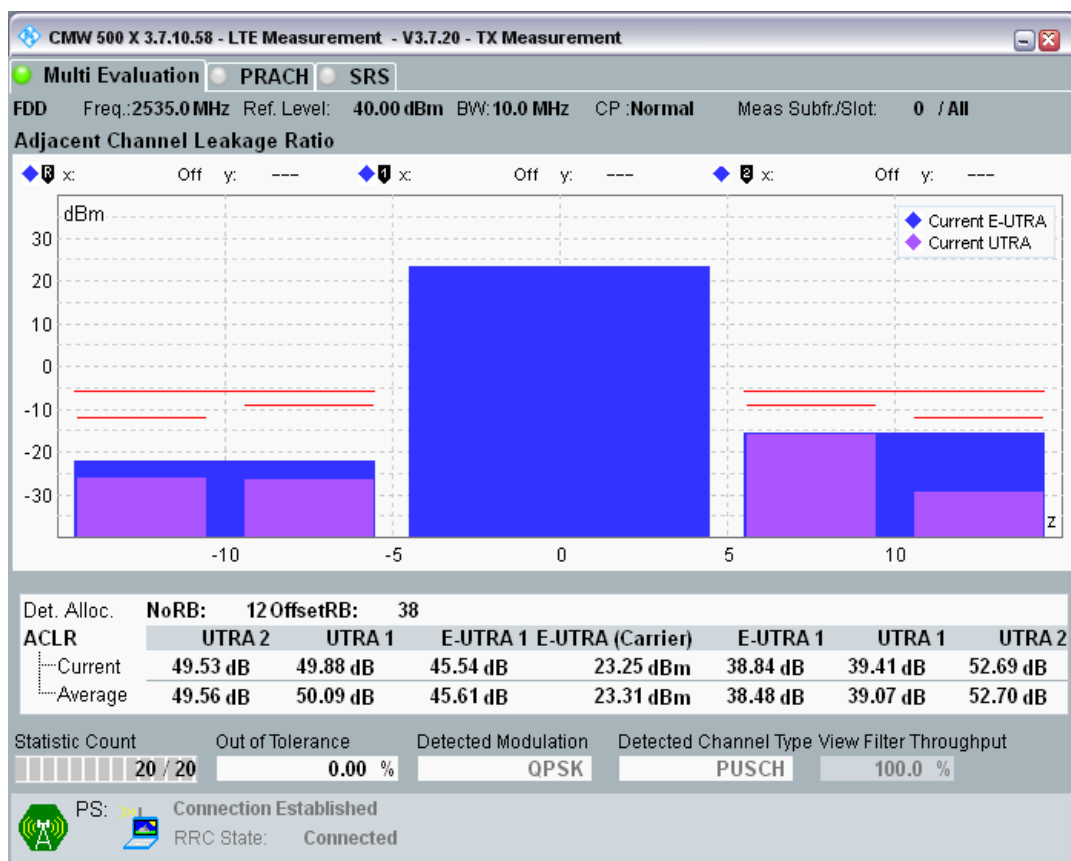 CMW 500 X 3.7.10.58 - LTE Measurement - V3.7.20 - TX Measurement
Multi Evaluation PRACH SRS
FDD Freq.:2535.0 MHz Ref. Level: 40.00 dBm BW: 10.0 MHz CP :Normal Meas Subfr./Slot: 0 / All
Adjacent Channel Leakage Ratio
R x: Off y: --- 1 x: Off y: --- 2 x: Off y: ---
dBm
Current E-UTRA
Current UTRA
30
20
10
0
-10
-20
-30
z
-10 -5 0 5 10
Det. Alloc. NoRB: 12 OffsetRB: 38
ACLR UTRA 2 UTRA 1 E-UTRA 1 E-UTRA (Carrier) E-UTRA 1 UTRA 1 UTRA 2
Current 49.53 dB 49.88 dB 45.54 dB 23.25 dBm 38.84 dB 39.41 dB 52.69 dB
Average 49.56 dB 50.09 dB 45.61 dB 23.31 dBm 38.48 dB 39.07 dB 52.70 dB
Statistic Count Out of Tolerance Detected Modulation Detected Channel Type View Filter Throughput
20 / 20 0.00 % QPSK PUSCH 100.0 %
PS: Connection Established
RRC State: Connected